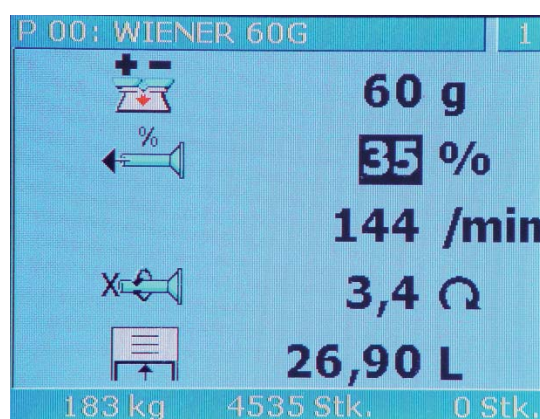 P 00: WIENER 60G 1
+ -
60 g
%
35 %
144 /min
X 3,4
26,90 L
183 kg 4535 Stk. 0 Stk.